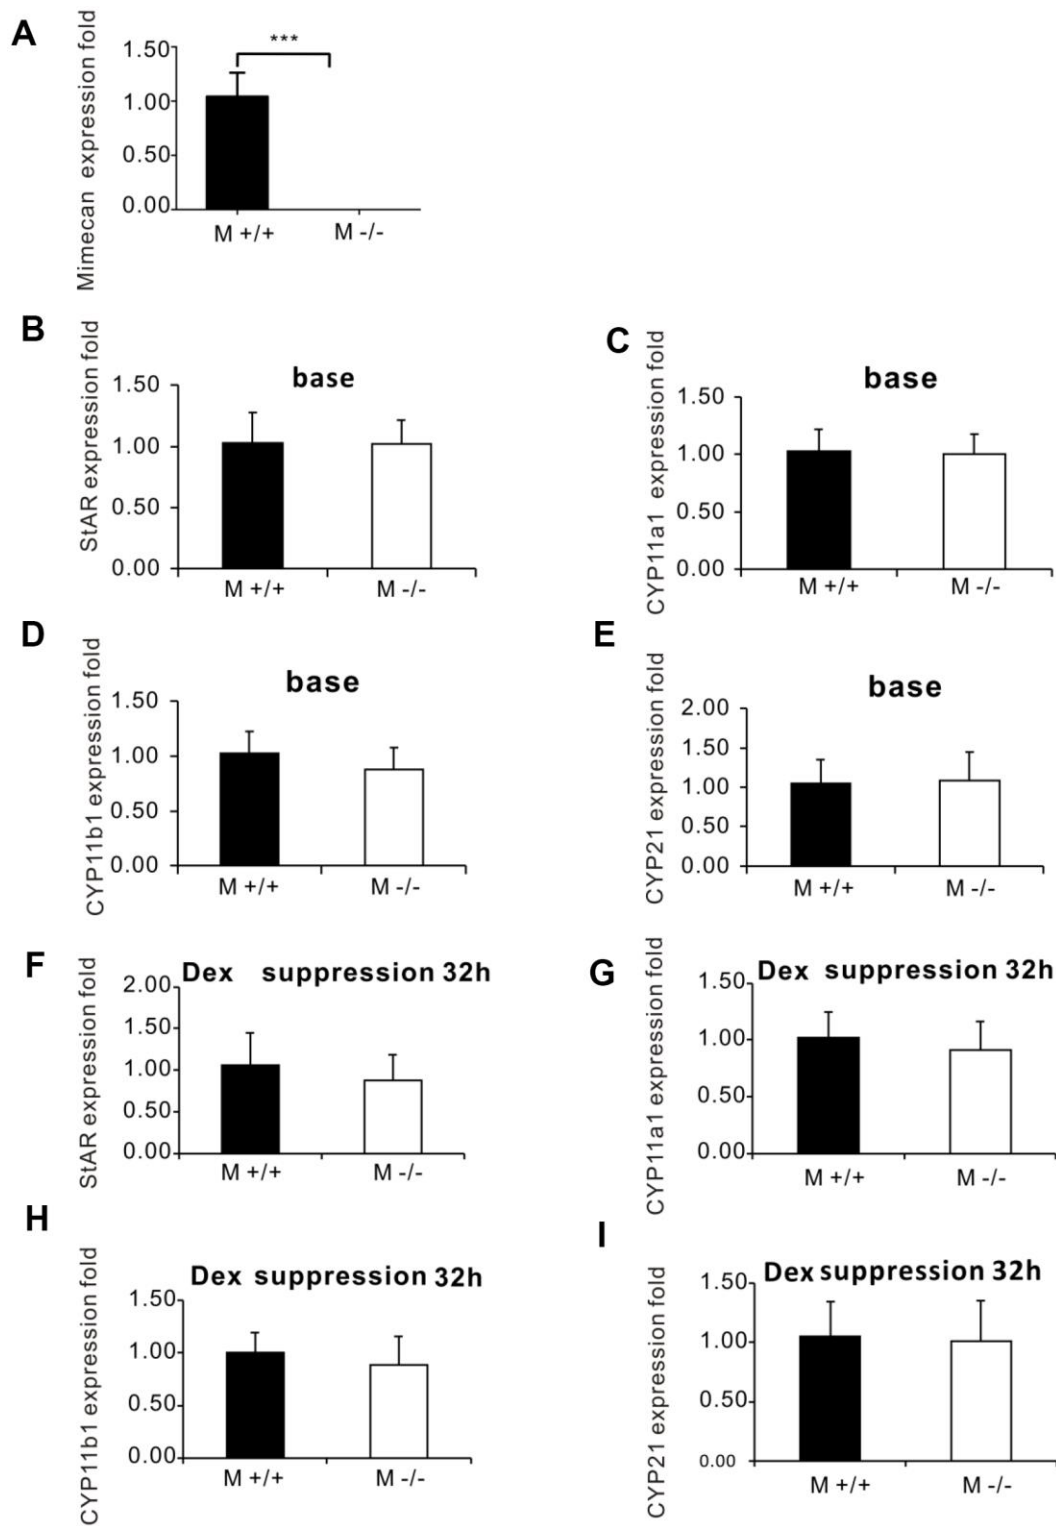 A
Mimecan expression fold
1.50
1.00
0.50
0.00
***
M +/+
M -/-
B
StAR expression fold
base
1.50
1.00
0.50
0.00
M +/+
M -/-
C
CYP11a1 expression fold
base
1.50
1.00
0.50
0.00
M +/+
M -/-
D
CYP11b1 expression fold
base
1.50
1.00
0.50
0.00
M +/+
M -/-
E
CYP21 expression fold
base
2.00
1.50
1.00
0.50
0.00
M +/+
M -/-
F
StAR expression fold
Dex suppression 32h
2.00
1.50
1.00
0.50
0.00
M +/+
M -/-
G
CYP11a1 expression fold
Dex suppression 32h
1.50
1.00
0.50
0.00
M +/+
M -/-
H
CYP11b1 expression fold
Dex suppression 32h
1.50
1.00
0.50
0.00
M +/+
M -/-
I
CYP21 expression fold
Dex suppression 32h
1.50
1.00
0.50
0.00
M +/+
M -/-